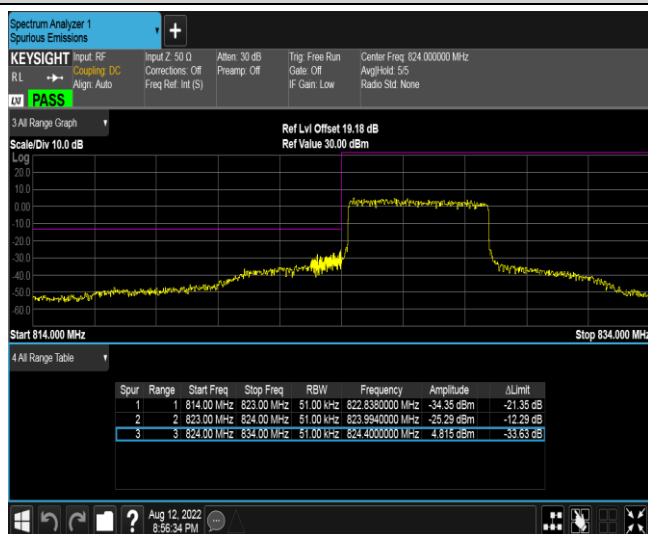 Spectrum Analyzer 1
Spurious Emissions
+
KEYSIGHT Input: RF Input Z: 50 Ω Atten: 30 dB Trig: Free Run Center Freq: 824.000000 MHz
RL Coupling: DC Corrections: Off Preamp: Off Gate: Off Avg|Hold: 5/5
Align: Auto Freq Ref: Int (S) IF Gain: Low Radio Std: None
LXI PASS
3 All Range Graph
Ref Lvl Offset 19.18 dB
Scale/Div 10.0 dB Ref Value 30.00 dBm
Log
20.0
10.0
0.00
-10.0
-20.0
-30.0
-40.0
-50.0
-60.0
Start 814.000 MHz Stop 834.000 MHz
4 All Range Table
Spur Range Start Freq Stop Freq RBW Frequency Amplitude ΔLimit
1 1 814.00 MHz 823.00 MHz 51.00 kHz 822.8380000 MHz -34.35 dBm -21.35 dB
2 2 823.00 MHz 824.00 MHz 51.00 kHz 823.9940000 MHz -25.29 dBm -12.29 dB
3 3 824.00 MHz 834.00 MHz 51.00 kHz 824.4000000 MHz 4.815 dBm -33.63 dB
? Aug 12, 2022
8:56:34 PM